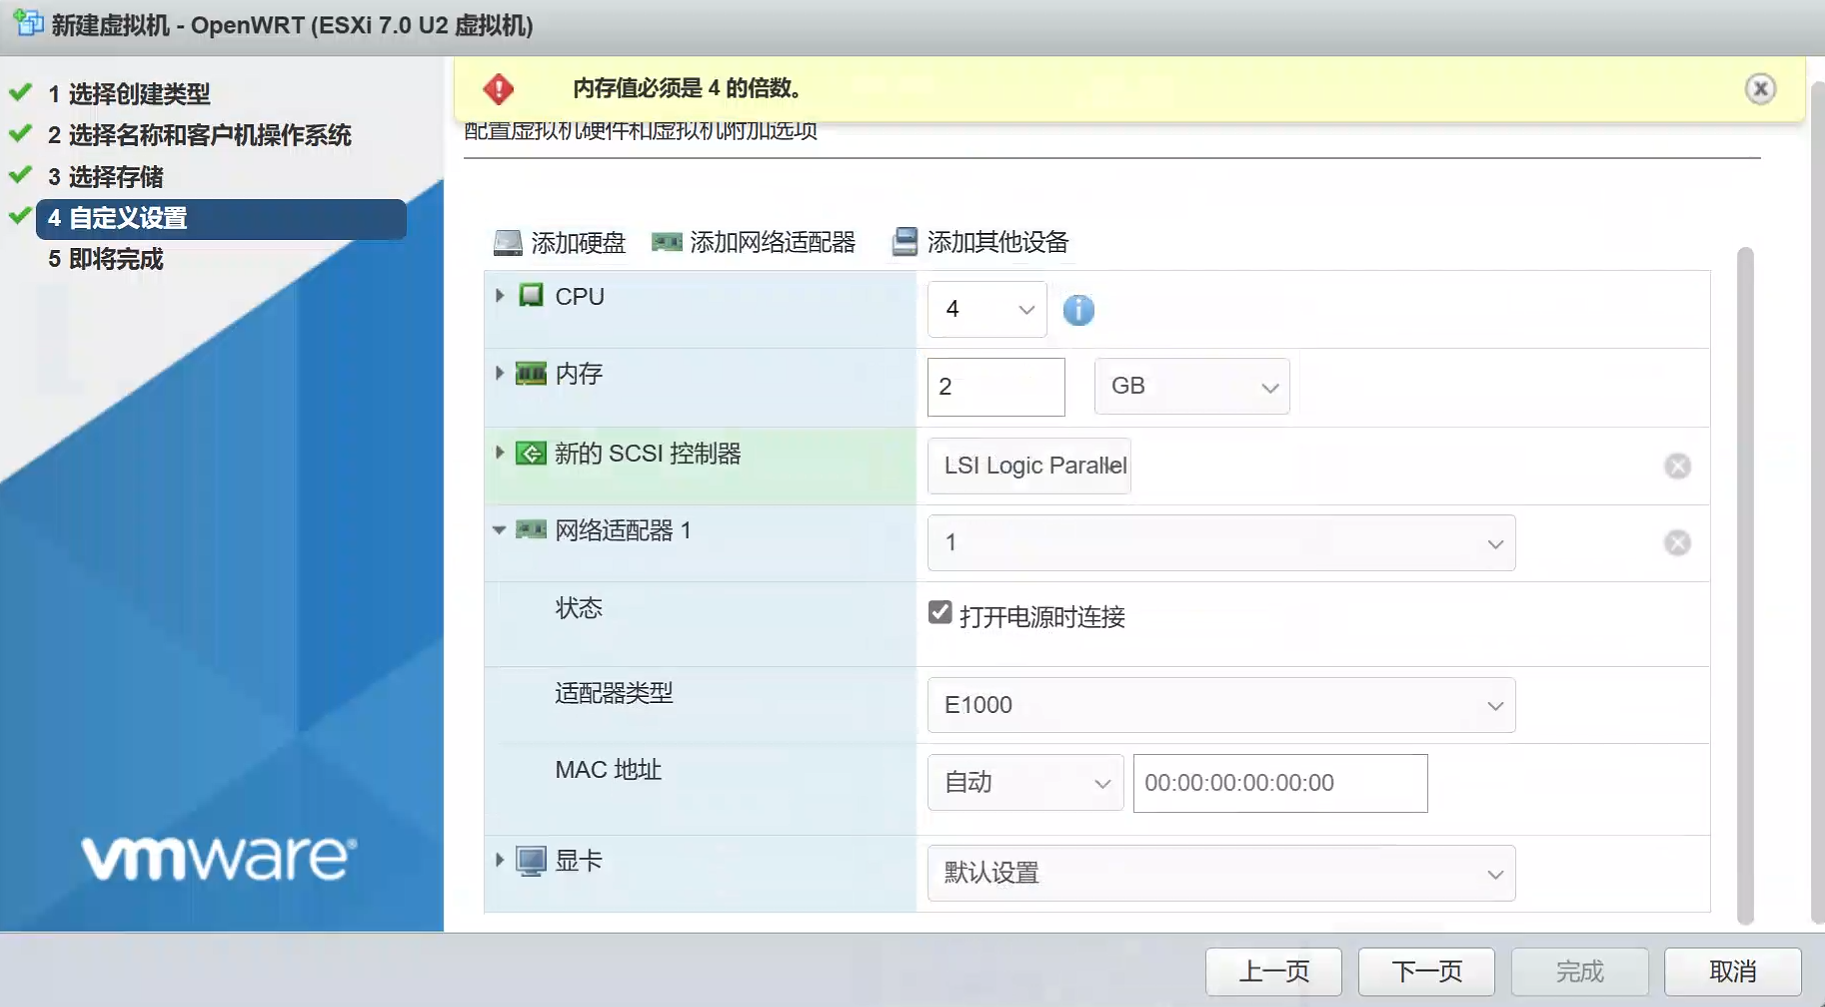 新建虚拟机 - OpenWRT (ESXi 7.0 U2 虚拟机)
1 选择创建类型
2 选择名称和客户机操作系统
3 选择存储
4 自定义设置
5 即将完成
vmware®
内存值必须是 4 的倍数。
配置虚拟机硬件和虚拟机附加选项
添加硬盘 添加网络适配器 添加其他设备
CPU 4
内存 2 GB
新的 SCSI 控制器 LSI Logic Parallel
网络适配器 1 1
状态 打开电源时连接
适配器类型 E1000
MAC 地址 自动 00:00:00:00:00:00
显卡 默认设置
上一页 下一页 完成 取消